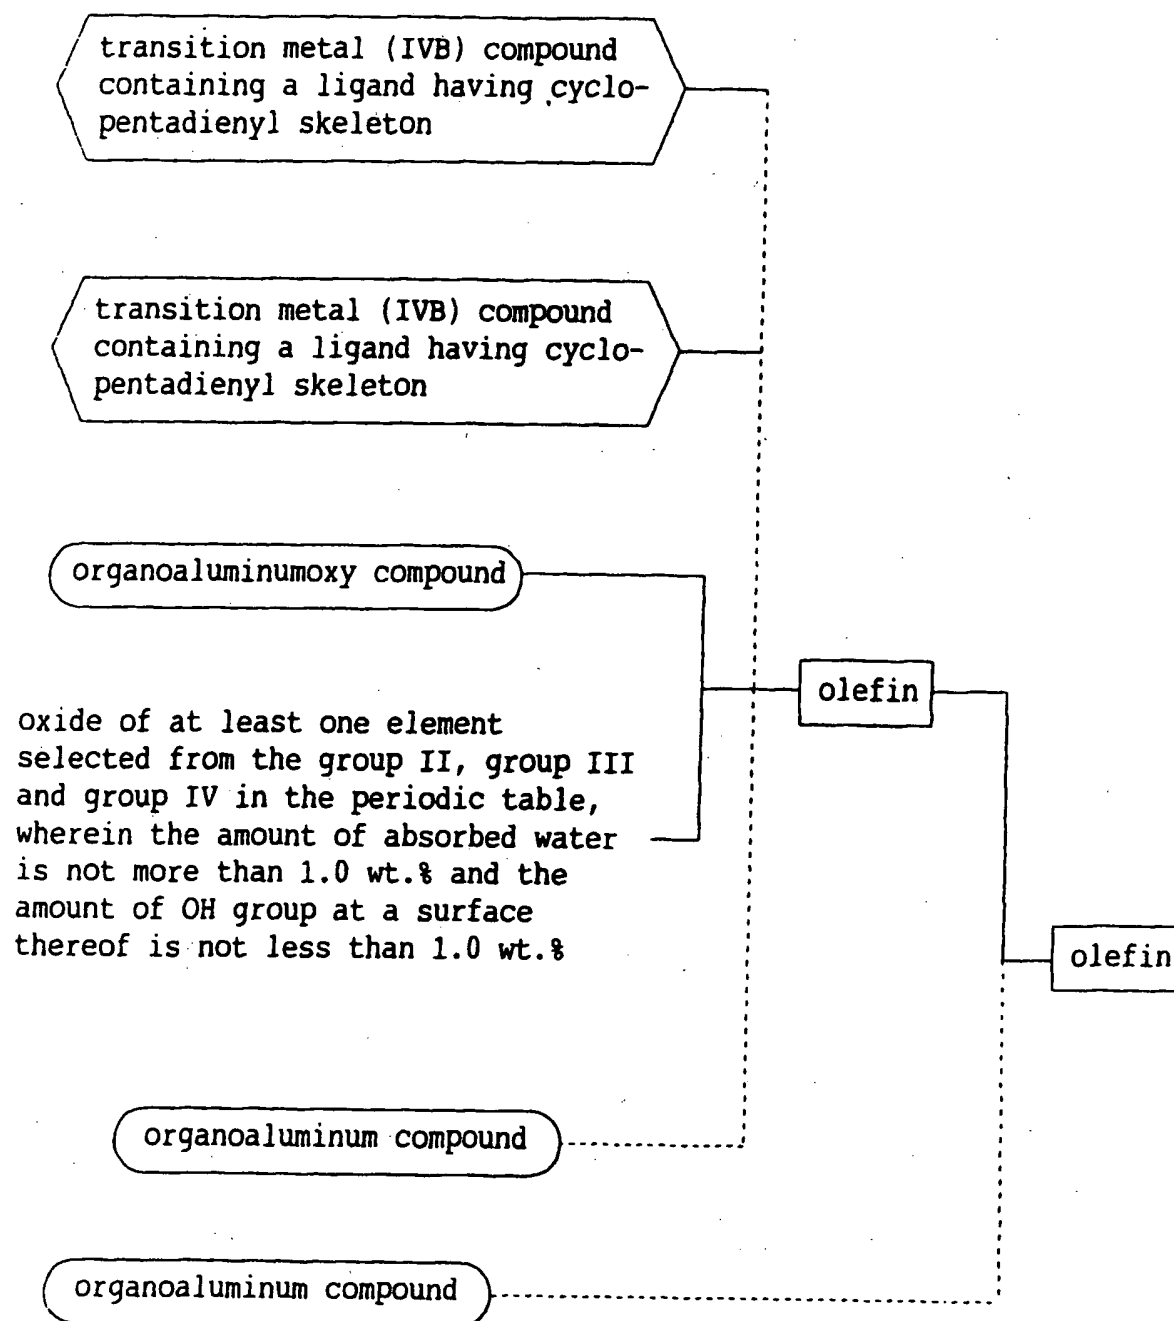 transition metal (IVB) compound
containing a ligand having cyclo-
pentadienyl skeleton
transition metal (IVB) compound
containing a ligand having cyclo-
pentadienyl skeleton
organoaluminumoxy compound
olefin
oxide of at least one element
selected from the group II, group III
and group IV in the periodic table,
wherein the amount of absorbed water
is not more than 1.0 wt.% and the
amount of OH group at a surface
thereof is not less than 1.0 wt.%
olefin
organoaluminum compound
organoaluminum compound